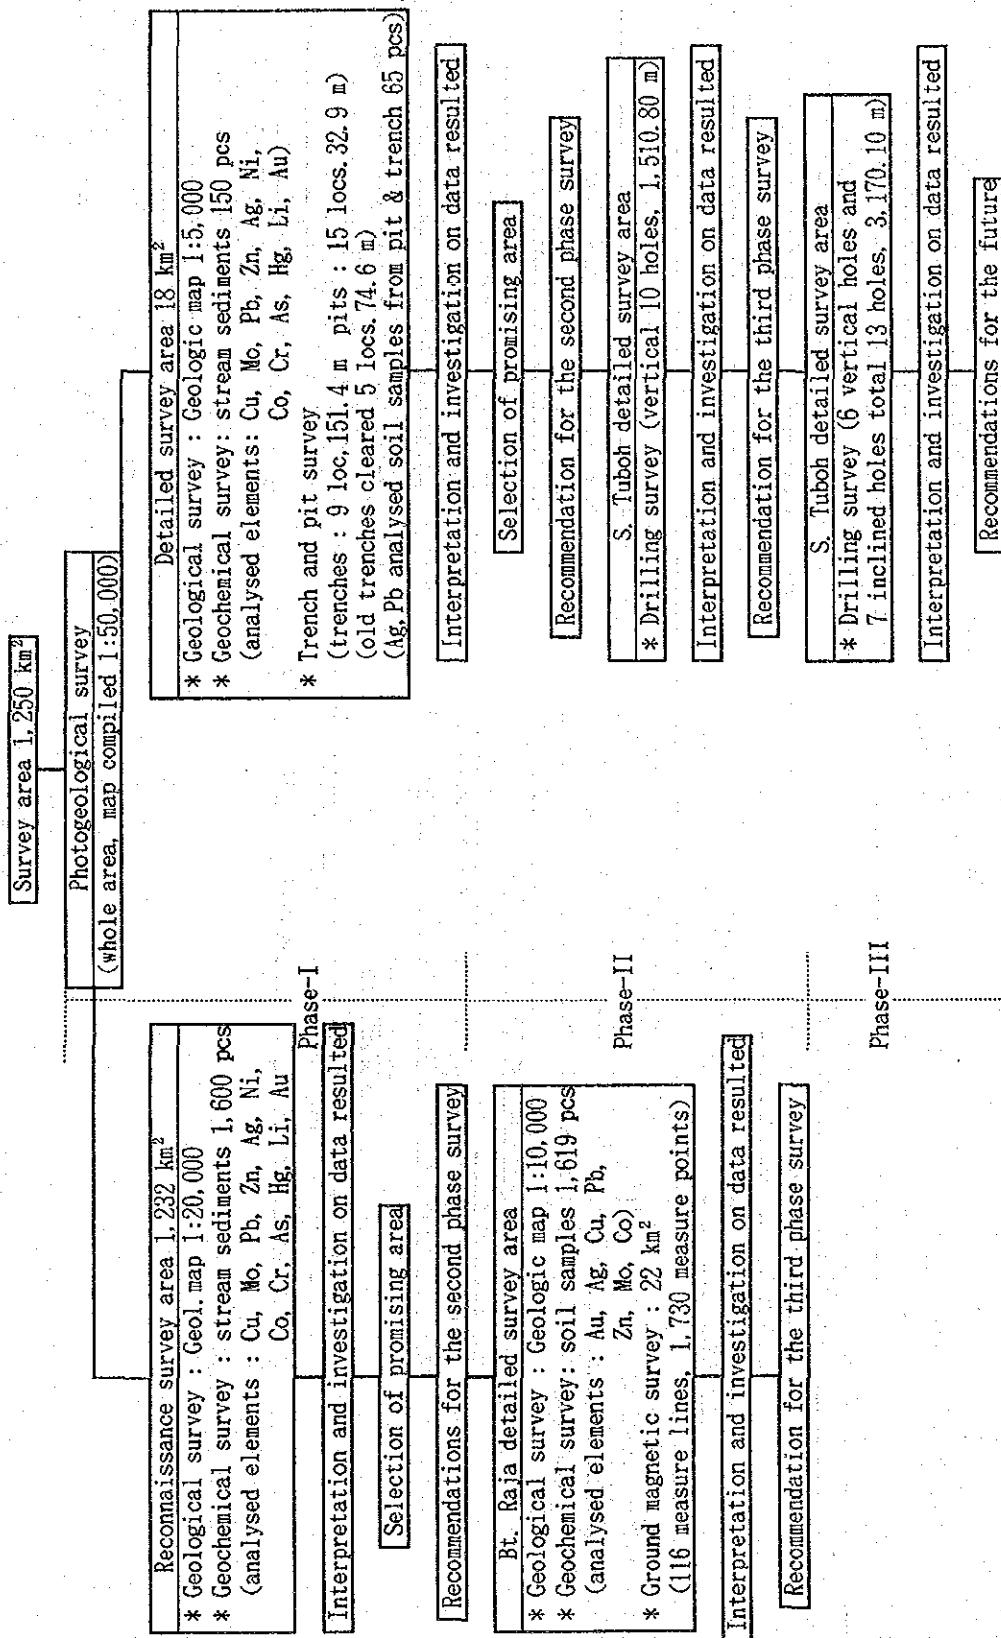 Survey area 1,250 km²
Photogeological survey
(whole area, map compiled 1:50,000)
Reconnaissance survey area 1,232 km²
* Geological survey : Geol. map 1:20,000
* Geochemical survey : stream sediments 1,600 pcs
(analysed elements : Cu, Mo, Pb, Zn, Ag, Ni,
Co, Cr, As, Hg, Li, Au
Interpretation and investigation on data resulted
Selection of promising area
Recommendations for the second phase survey
Bt. Raja detailed survey area
* Geological survey : Geologic map 1:10,000
* Geochemical survey: soil samples 1,619 pcs
(analysed elements : Au, Ag, Cu, Pb,
Zn, Mo, Co)
* Ground magnetic survey : 22 km²
(116 measure lines, 1,730 measure points)
Interpretation and investigation on data resulted
Recommendation for the third phase survey
Phase-I
Phase-II
Phase-III
Detailed survey area 18 km²
* Geological survey : Geologic map 1:5,000
* Geochemical survey: stream sediments 150 pcs
(analysed elements: Cu, Mo, Pb, Zn, Ag, Ni,
Co, Cr, As, Hg, Li, Au)
* Trench and pit survey
(trenches : 9 loc,151.4 m pits : 15 locs.32.9 m)
(old trenches cleared 5 locs.74.6 m)
(Ag,Pb analysed soil samples from pit & trench 65 pcs)
Interpretation and investigation on data resulted
Selection of promising area
Recommendation for the second phase survey
S. Tuboh detailed survey area
* Drilling survey (vertical 10 holes, 1,510.80 m)
Interpretation and investigation on data resulted
Recommendation for the third phase survey
S. Tuboh detailed survey area
* Drilling survey (6 vertical holes and
7 inclined holes total 13 holes, 3,170.10 m)
Interpretation and investigation on data resulted
Recommendations for the future